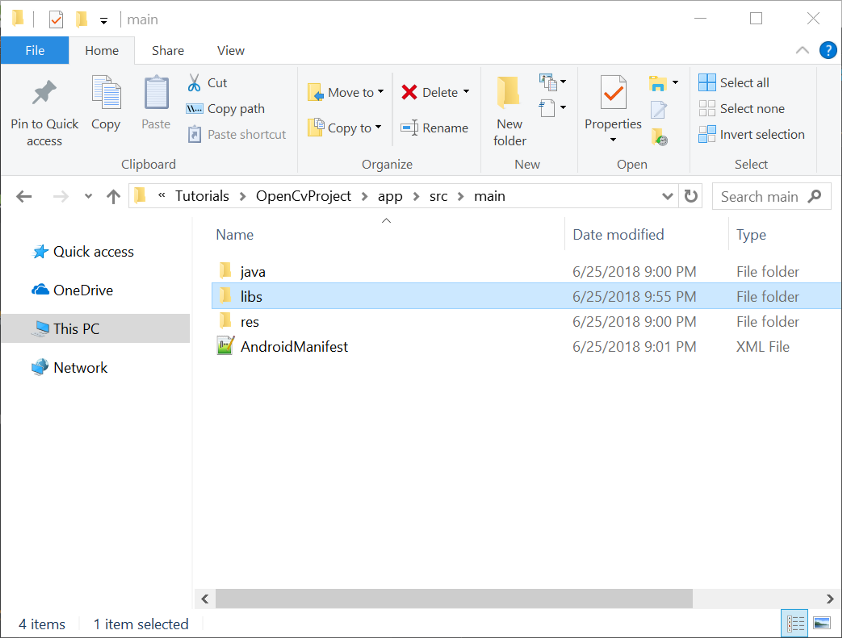 main
File Home Share View
Pin to Quick access
Copy
Paste
Cut
Copy path
Paste shortcut
Clipboard
Move to
Copy to
Delete
Rename
Organize
New folder
New
Properties
Open
Select all
Select none
Invert selection
Select
« Tutorials > OpenCvProject > app > src > main
Search main
Quick access
OneDrive
This PC
Network
Name Date modified Type
java 6/25/2018 9:00 PM File folder
libs 6/25/2018 9:55 PM File folder
res 6/25/2018 9:00 PM File folder
AndroidManifest 6/25/2018 9:01 PM XML File
4 items 1 item selected